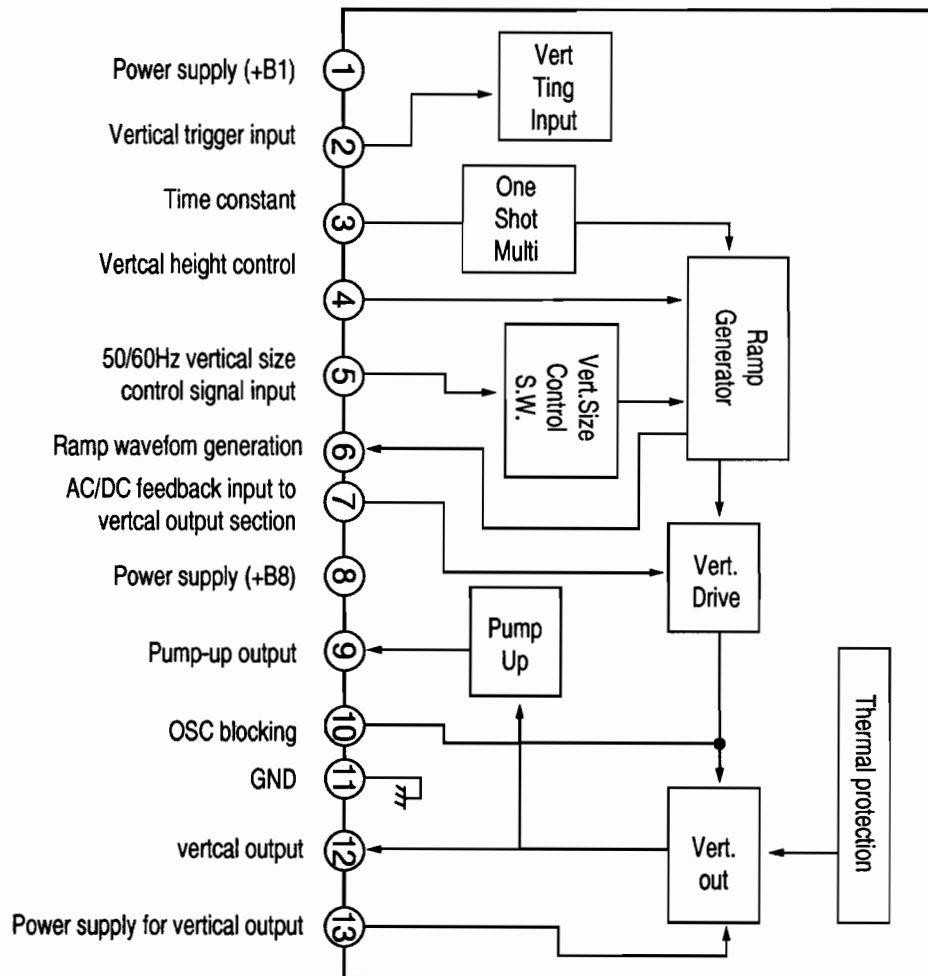 Power supply (+B1)
1
Vertical trigger input
2
Time constant
3
Vertcal height control
4
50/60Hz vertical size
control signal input
5
Ramp wavefom generation
6
AC/DC feedback input to
vertcal output section
7
Power supply (+B8)
8
Pump-up output
9
OSC blocking
10
GND
11
vertcal output
12
Power supply for vertical output
13
Vert
Ting
Input
One
Shot
Multi
Ramp
Generator
Vert.Size
Control
S.W.
Vert.
Drive
Pump
Up
Vert.
out
Thermal protection